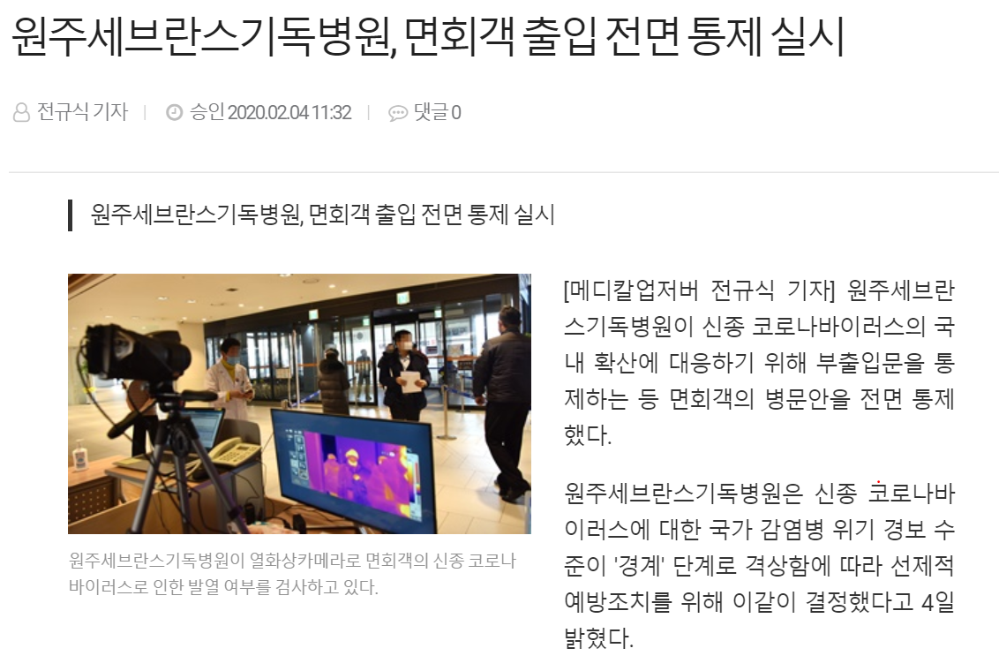 원주세브란스기독병원, 면회객 출입 전면 통제 실시
전규식 기자 | 승인 2020.02.04 11:32 | 댓글 0
원주세브란스기독병원, 면회객 출입 전면 통제 실시
원주세브란스기독병원이 열화상카메라로 면회객의 신종 코로나
바이러스로 인한 발열 여부를 검사하고 있다.
[메디칼업저버 전규식 기자] 원주세브란
스기독병원이 신종 코로나바이러스의 국
내 확산에 대응하기 위해 부출입문을 통
제하는 등 면회객의 병문안을 전면 통제
했다.
원주세브란스기독병원은 신종 코로나바
이러스에 대한 국가 감염병 위기 경보 수
준이 '경계' 단계로 격상함에 따라 선제적
예방조치를 위해 이같이 결정했다고 4일
밝혔다.